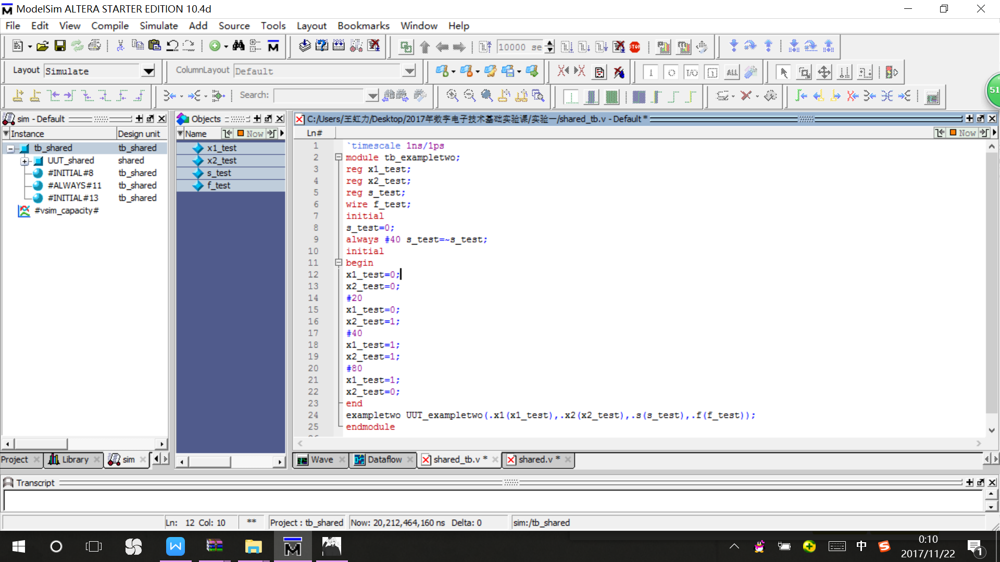 ModelSim ALTERA STARTER EDITION 10.4d
File Edit View Compile Simulate Add Source Tools Layout Bookmarks Window Help
10000 se
STOP
Layout Simulate
ColumnLayout Default
ALL
Search:
51
sim - Default
Instance Design unit
tb_shared tb_shared
UUT_shared shared
#INITIAL#8 tb_shared
#ALWAYS#11 tb_shared
#INITIAL#13 tb_shared
#vsim_capacity#
Objects
Name Now
x1_test
x2_test
s_test
f_test
C:/Users/王虹力/Desktop/2017年数字电子技术基础实验课/实验一/shared_tb.v - Default *
Ln# Now
1 `timescale 1ns/1ps
2 module tb_exampletwo;
3 reg x1_test;
4 reg x2_test;
5 reg s_test;
6 wire f_test;
7 initial
8 s_test=0;
9 always #40 s_test=~s_test;
10 initial
11 begin
12 x1_test=0;
13 x2_test=0;
14 #20
15 x1_test=0;
16 x2_test=1;
17 #40
18 x1_test=1;
19 x2_test=1;
20 #80
21 x1_test=1;
22 x2_test=0;
23 end
24 exampletwo UUT_exampletwo(.x1(x1_test),.x2(x2_test),.s(s_test),.f(f_test));
25 endmodule
Project Library sim
Wave Dataflow shared_tb.v * shared.v *
Transcript
Ln: 12 Col: 10 ** Project : tb_shared Now: 20,212,464,160 ns Delta: 0 sim:/tb_shared
中
0:10
2017/11/22
1